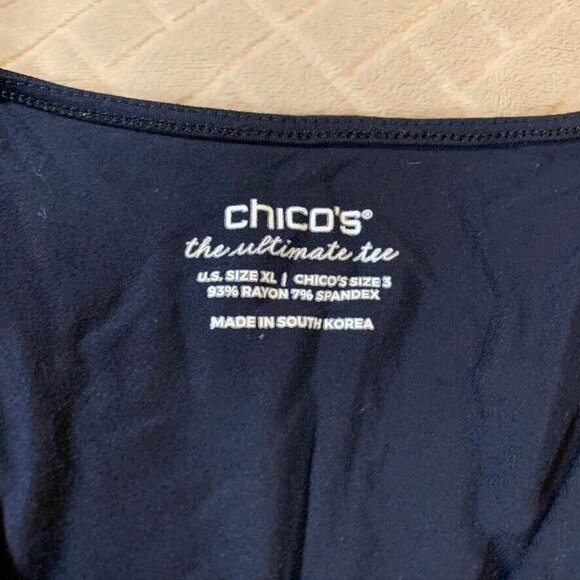 chico's®
the ultimate tee
U.S. SIZE XL | CHICO'S SIZE 3
93% RAYON 7% SPANDEX
MADE IN SOUTH KOREA